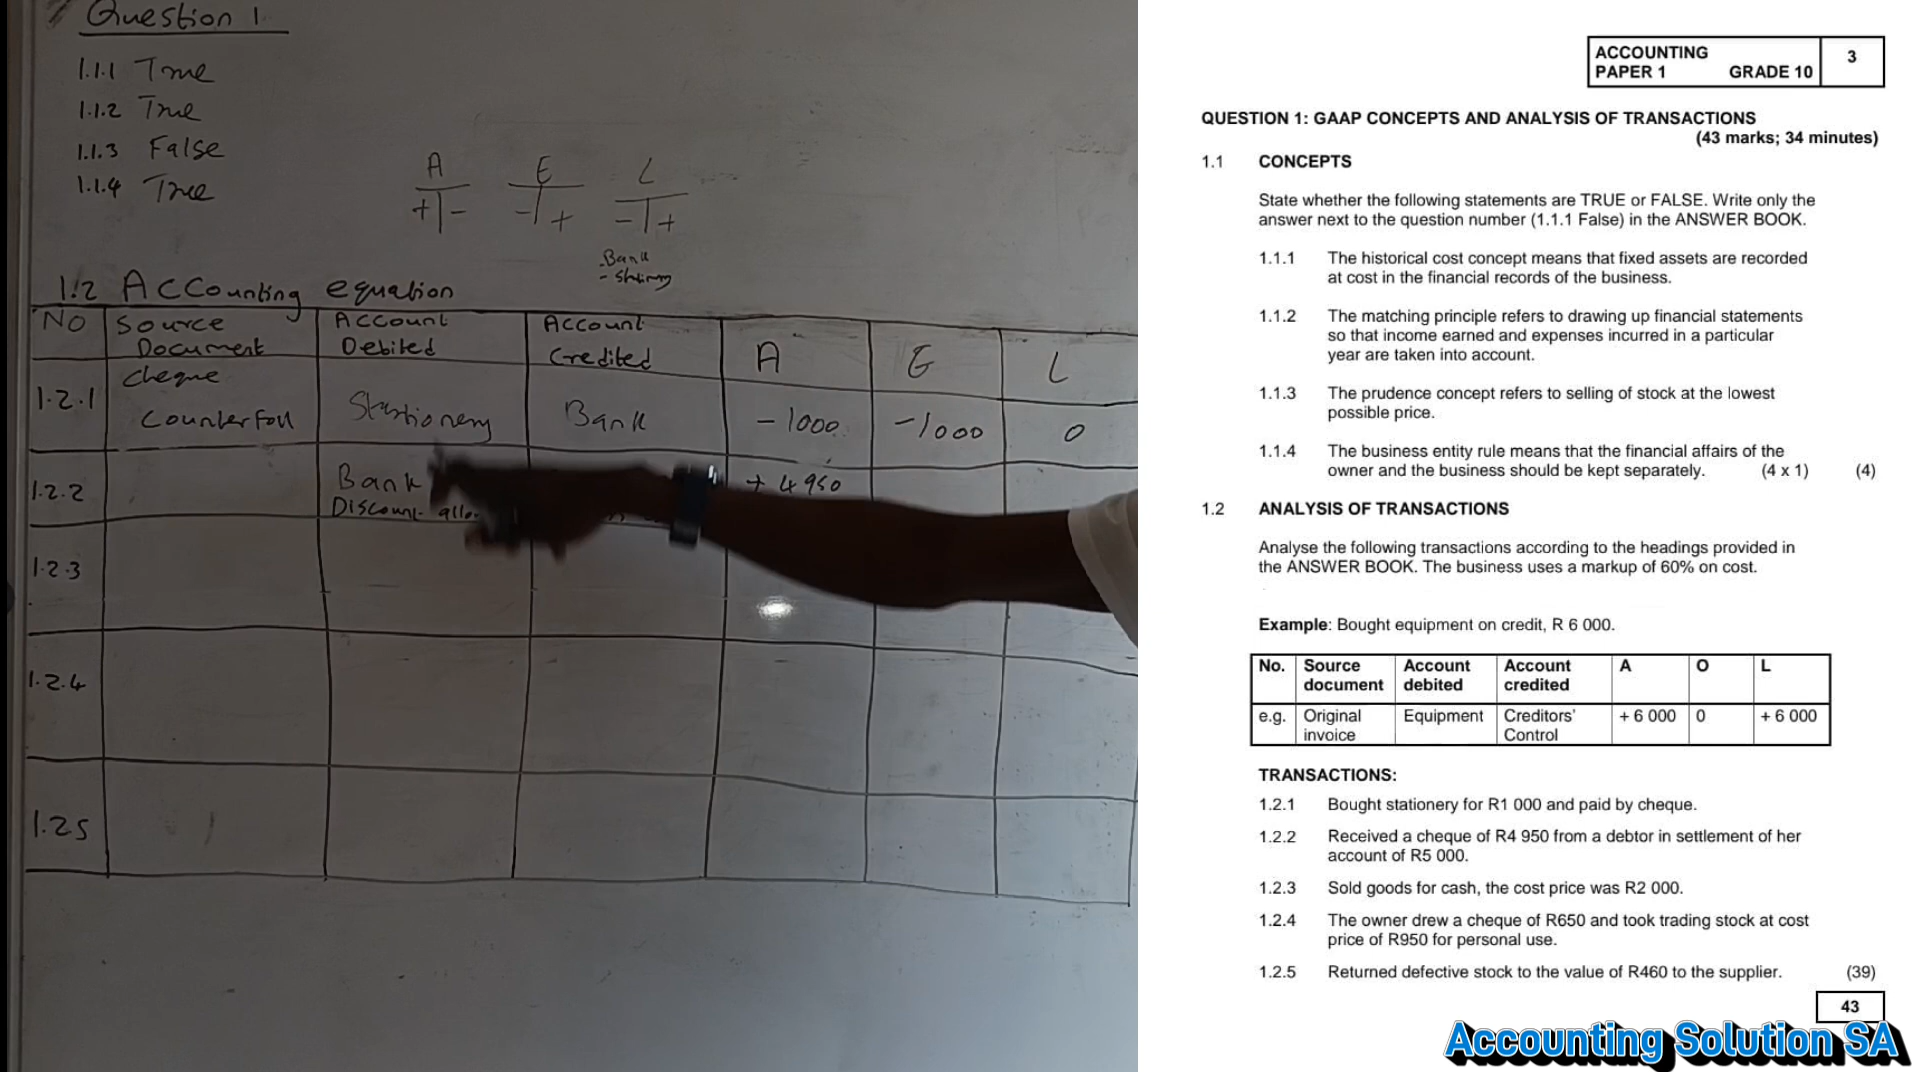 Question 1
1.1.1 True
1.1.2 True
1.1.3 False
1.1.4 True
A E L
+ - - + - + 
- Bank
- Stationery
1.2 Accounting equation
No Source Document Account Debited Account Credited A E L
1.2.1 Cheque Counterfoil Stationery Bank -1000 -1000 0
1.2.2 Bank + 4950
Discount
1.2.3
1.2.4
1.2.5
ACCOUNTING
PAPER 1 GRADE 10
3
QUESTION 1: GAAP CONCEPTS AND ANALYSIS OF TRANSACTIONS
(43 marks; 34 minutes)
1.1 CONCEPTS
State whether the following statements are TRUE or FALSE. Write only the
answer next to the question number (1.1.1 False) in the ANSWER BOOK.
1.1.1 The historical cost concept means that fixed assets are recorded
at cost in the financial records of the business.
1.1.2 The matching principle refers to drawing up financial statements
so that income earned and expenses incurred in a particular
year are taken into account.
1.1.3 The prudence concept refers to selling of stock at the lowest
possible price.
1.1.4 The business entity rule means that the financial affairs of the
owner and the business should be kept separately. (4 x 1) (4)
1.2 ANALYSIS OF TRANSACTIONS
Analyse the following transactions according to the headings provided in
the ANSWER BOOK. The business uses a markup of 60% on cost.
Example: Bought equipment on credit, R 6 000.
No. Source document Account debited Account credited A O L
e.g. Original invoice Equipment Creditors' Control + 6 000 0 + 6 000
TRANSACTIONS:
1.2.1 Bought stationery for R1 000 and paid by cheque.
1.2.2 Received a cheque of R4 950 from a debtor in settlement of her
account of R5 000.
1.2.3 Sold goods for cash, the cost price was R2 000.
1.2.4 The owner drew a cheque of R650 and took trading stock at cost
price of R950 for personal use.
1.2.5 Returned defective stock to the value of R460 to the supplier. (39)
43
Accounting Solution SA